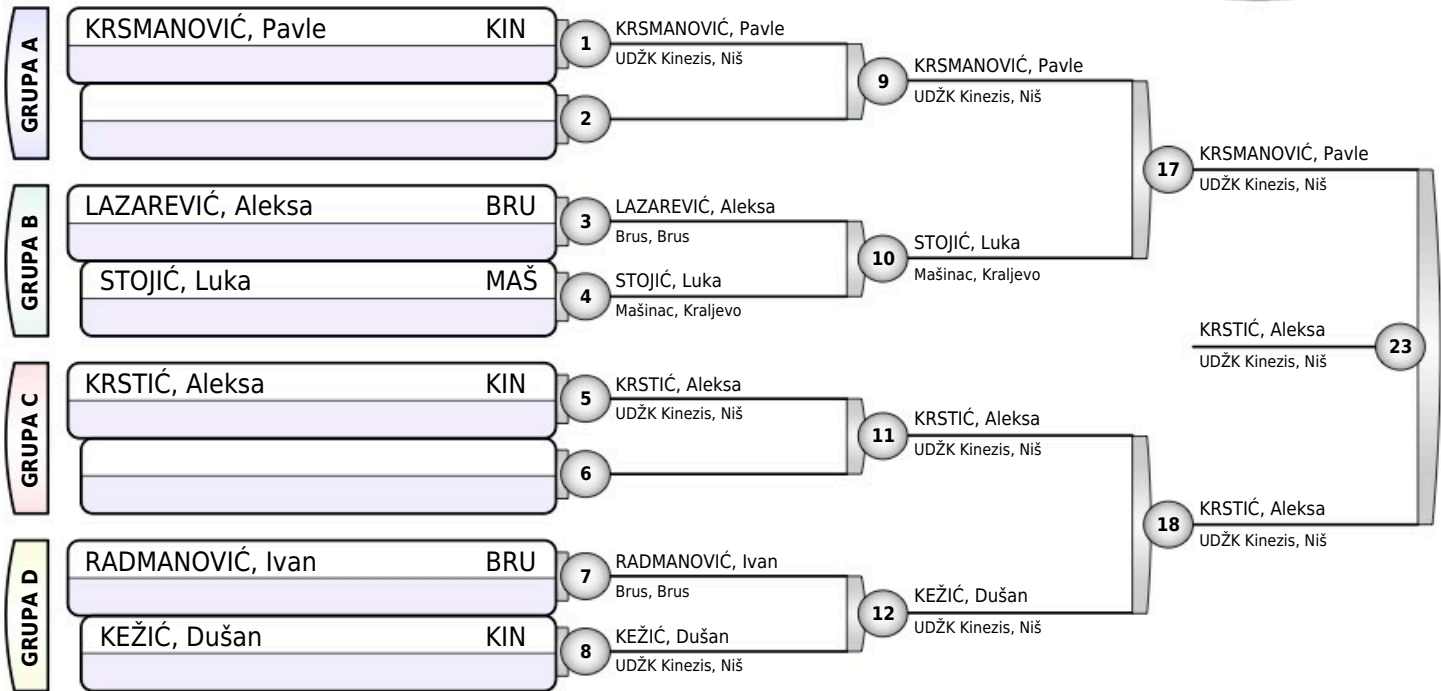 GRUPA A
KRSMANOVIĆ, Pavle KIN
1
KRSMANOVIĆ, Pavle
UDŽK Kinezis, Niš
2
9
KRSMANOVIĆ, Pavle
UDŽK Kinezis, Niš
GRUPA B
LAZAREVIĆ, Aleksa BRU
3
LAZAREVIĆ, Aleksa
Brus, Brus
STOJIĆ, Luka MAŠ
4
STOJIĆ, Luka
Mašinac, Kraljevo
10
STOJIĆ, Luka
Mašinac, Kraljevo
17
KRSMANOVIĆ, Pavle
UDŽK Kinezis, Niš
GRUPA C
KRSTIĆ, Aleksa KIN
5
KRSTIĆ, Aleksa
UDŽK Kinezis, Niš
6
11
KRSTIĆ, Aleksa
UDŽK Kinezis, Niš
GRUPA D
RADMANOVIĆ, Ivan BRU
7
RADMANOVIĆ, Ivan
Brus, Brus
KEŽIĆ, Dušan KIN
8
KEŽIĆ, Dušan
UDŽK Kinezis, Niš
12
KEŽIĆ, Dušan
UDŽK Kinezis, Niš
18
KRSTIĆ, Aleksa
UDŽK Kinezis, Niš
KRSTIĆ, Aleksa
UDŽK Kinezis, Niš
23